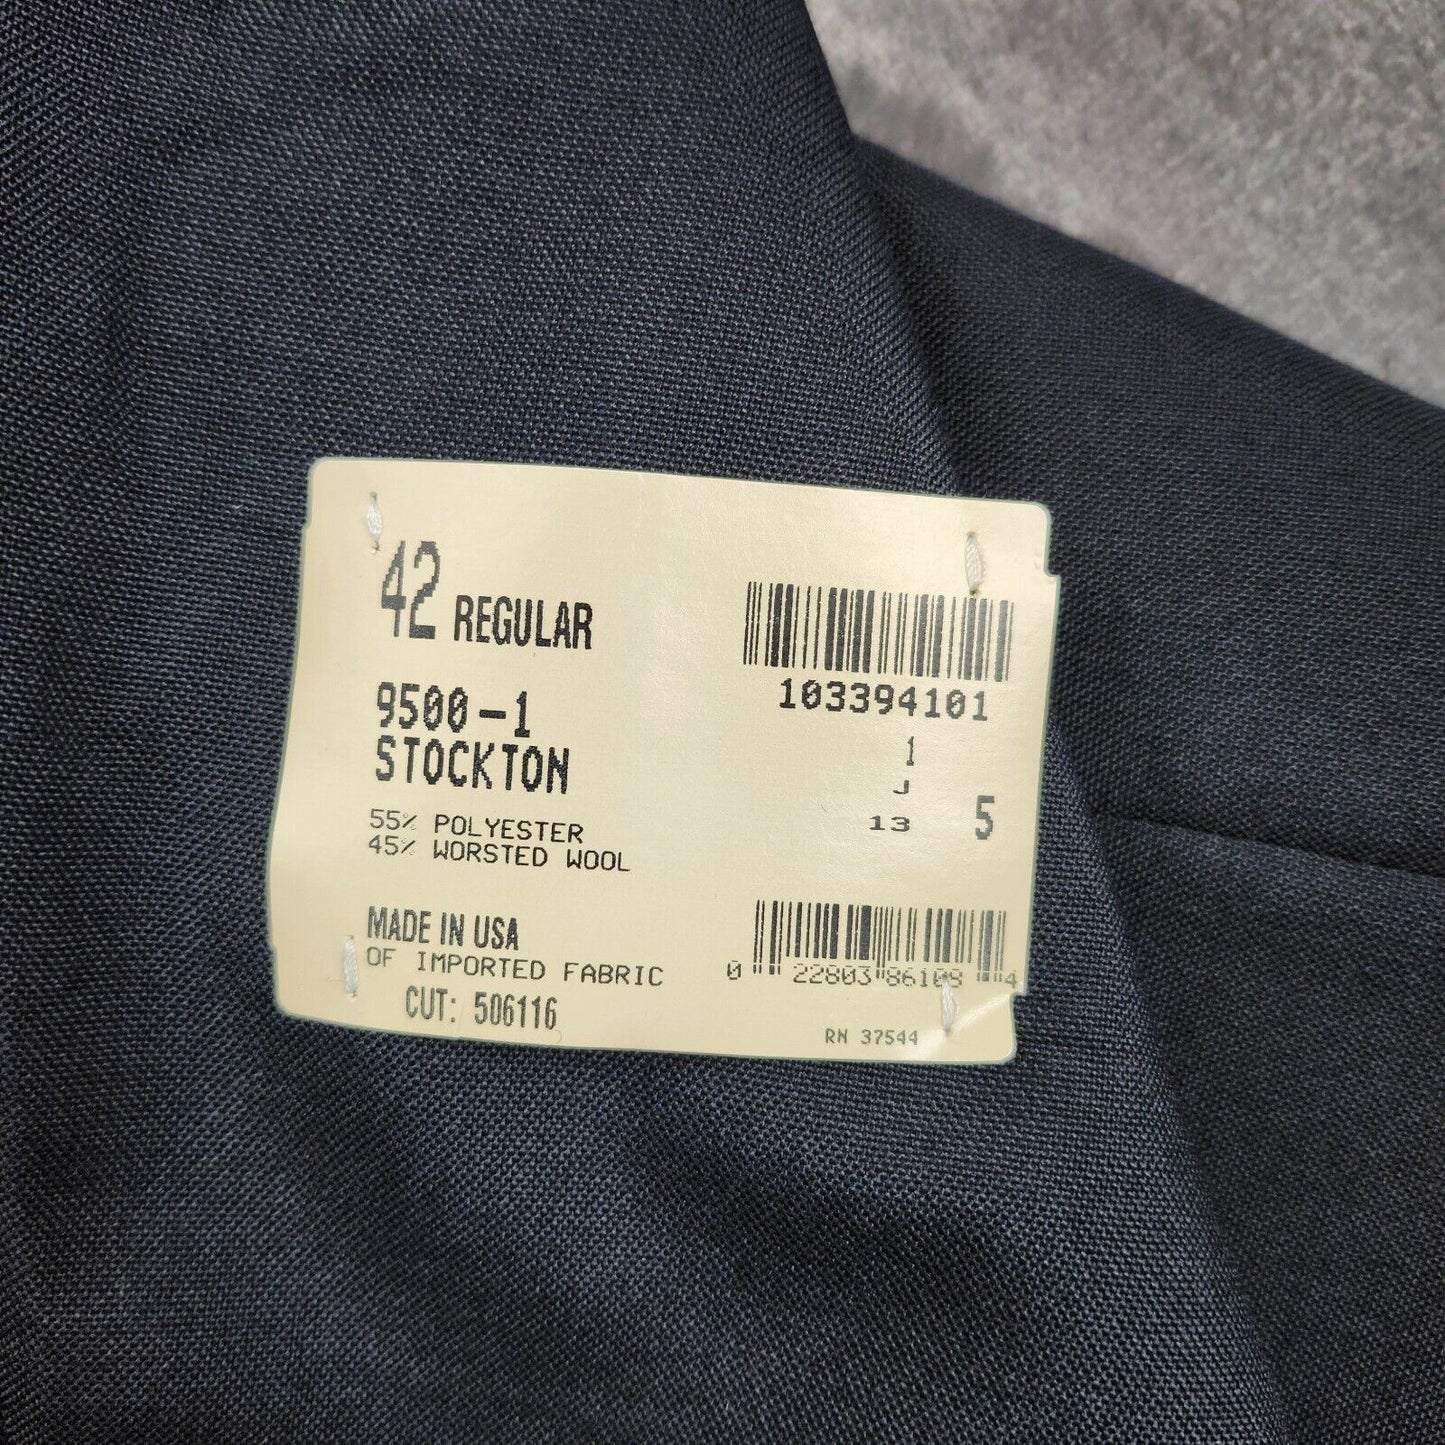 42 REGULAR
103394101
9500-1
STOCKTON
1
J
13 5
55% POLYESTER
45% WORSTED WOOL
MADE IN USA
OF IMPORTED FABRIC
0 22803 86108 4
CUT: 506116
RN 37544